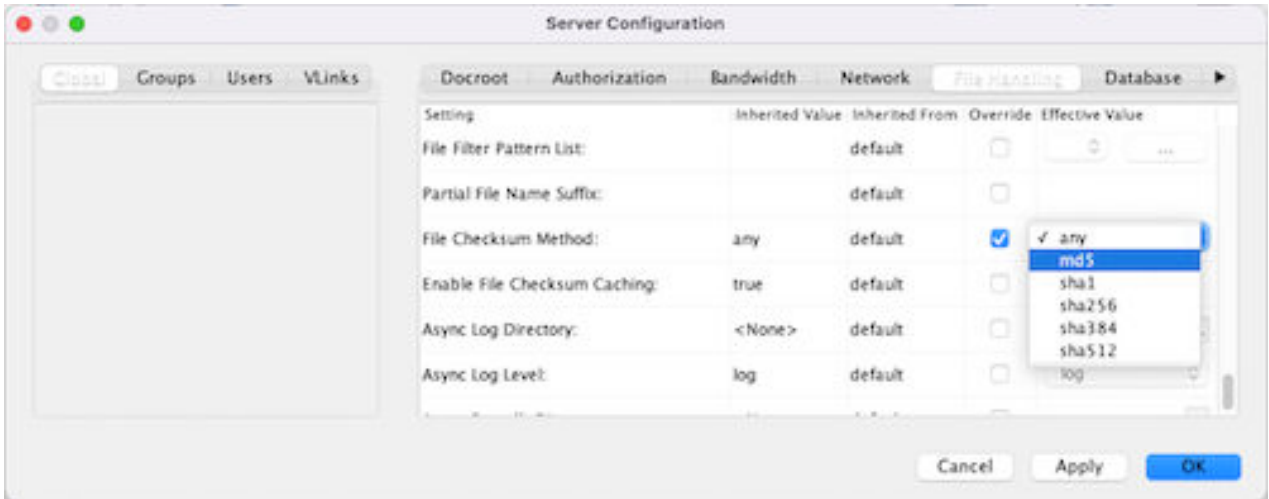 Server Configuration
Global Groups Users VLinks
Docroot Authorization Bandwidth Network File Handling Database
Setting Inherited Value Inherited From Override Effective Value
File Filter Pattern List: default ...
Partial File Name Suffix: default
File Checksum Method: any default ✓ any
md5
Enable File Checksum Caching: true default sha1
sha256
Async Log Directory: <None> default sha384
sha512
Async Log Level: log default log
Cancel Apply OK